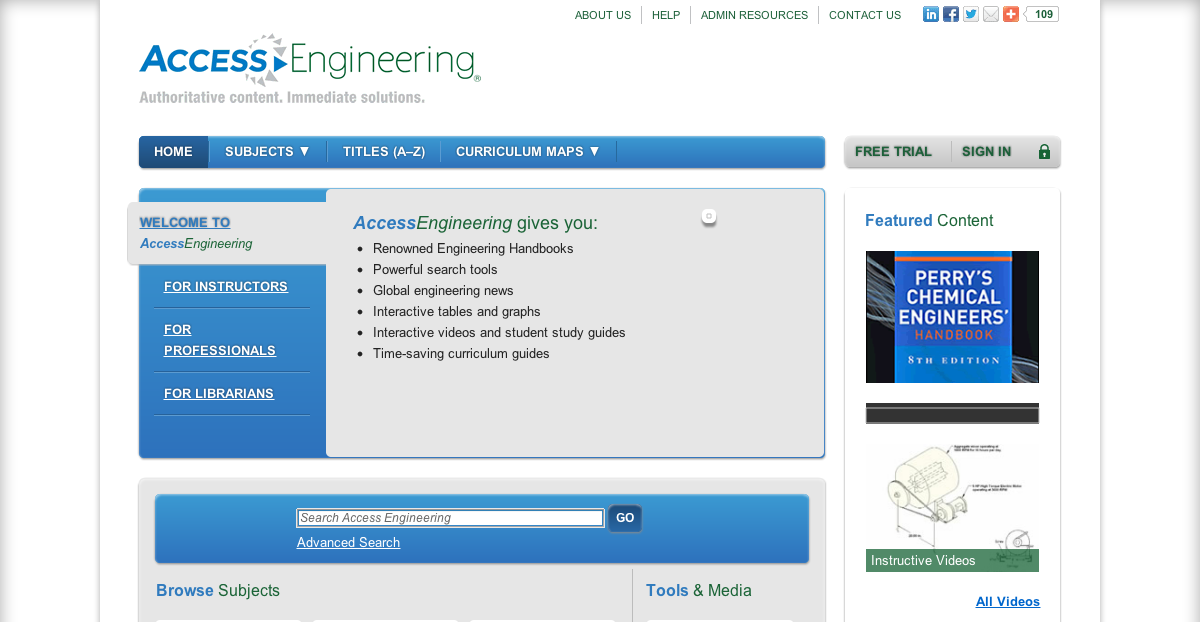 ABOUT US
HELP
ADMIN RESOURCES
CONTACT US
109
ACCESS Engineering®
Authoritative content. Immediate solutions.
HOME
SUBJECTS ▼
TITLES (A–Z)
CURRICULUM MAPS ▼
FREE TRIAL
SIGN IN
WELCOME TO
AccessEngineering
FOR INSTRUCTORS
FOR
PROFESSIONALS
FOR LIBRARIANS
AccessEngineering gives you:
• Renowned Engineering Handbooks
• Powerful search tools
• Global engineering news
• Interactive tables and graphs
• Interactive videos and student study guides
• Time-saving curriculum guides
Featured Content
PERRY'S
CHEMICAL
ENGINEERS'
HANDBOOK
8TH EDITION
Instructive Videos
All Videos
Search Access Engineering
GO
Advanced Search
Browse Subjects
Tools & Media